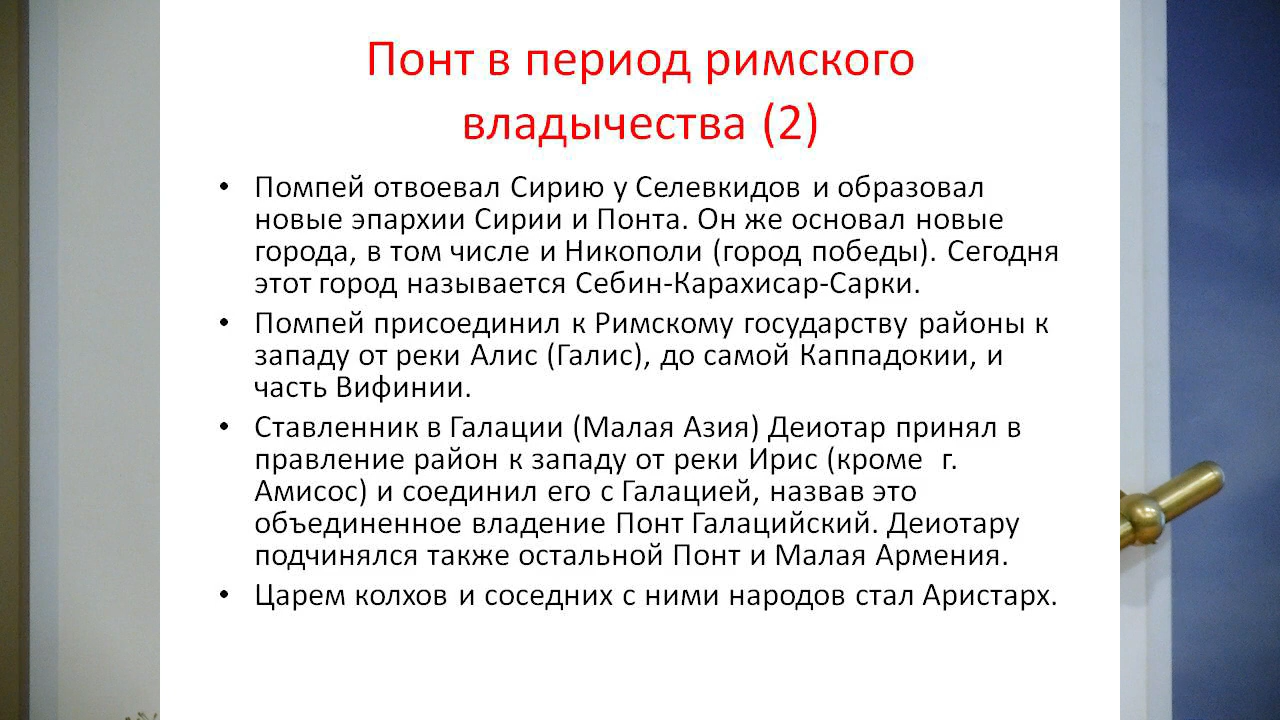 Понт в период римского
владычества (2)
• Помпей отвоевал Сирию у Селевкидов и образовал
новые эпархии Сирии и Понта. Он же основал новые
города, в том числе и Никополи (город победы). Сегодня
этот город называется Себин-Карахисар-Сарки.
• Помпей присоединил к Римскому государству районы к
западу от реки Алис (Галис), до самой Каппадокии, и
часть Вифинии.
• Ставленник в Галации (Малая Азия) Деиотар принял в
правление район к западу от реки Ирис (кроме  г.
Амисос) и соединил его с Галацией, назвав это
объединенное владение Понт Галацийский. Деиотару
подчинялся также остальной Понт и Малая Армения.
• Царем колхов и соседних с ними народов стал Аристарх.